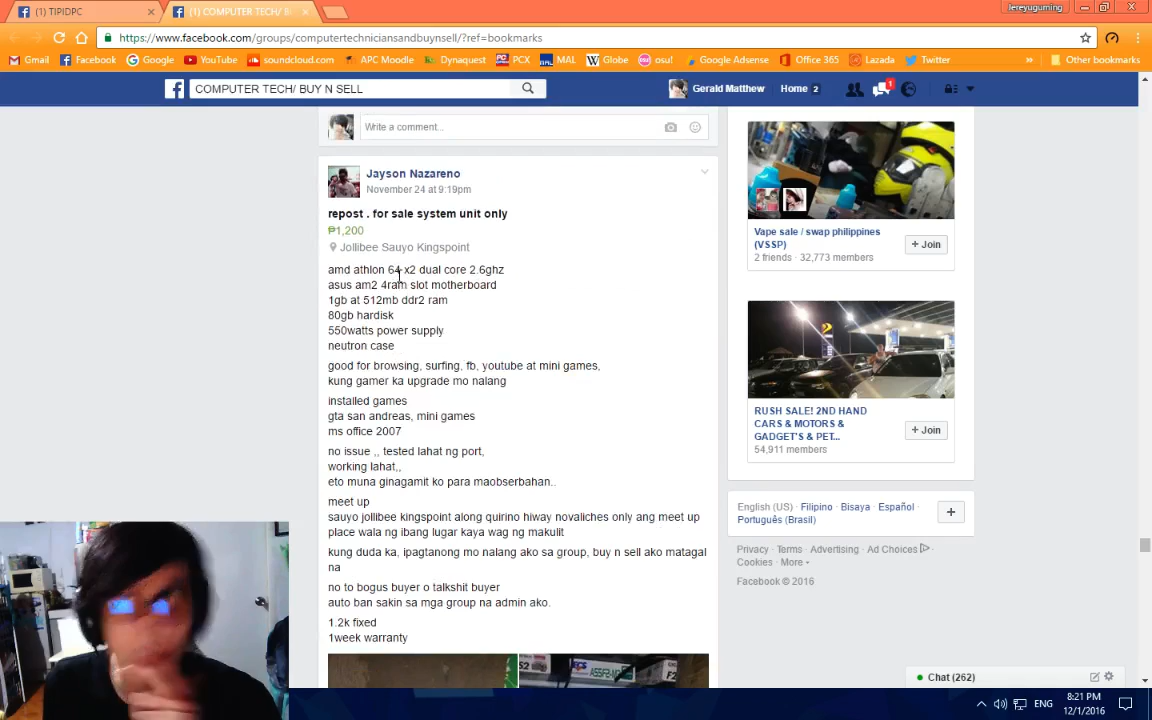 (1) TIPIDPC
(1) COMPUTER TECH/ B
Jereyuguming
https://www.facebook.com/groups/computertechniciansandbuynsell/?ref=bookmarks
Gmail Facebook Google YouTube soundcloud.com APC Moodle Dynaquest PCX MAL Globe osu! Google Adsense Office 365 Lazada Twitter » Other bookmarks
COMPUTER TECH/ BUY N SELL
Gerald Matthew Home 2
1
Write a comment...
Jayson Nazareno
November 24 at 9:19pm
repost . for sale system unit only
₱1,200
Jollibee Sauyo Kingspoint
amd athlon 64 x2 dual core 2.6ghz
asus am2 4ram slot motherboard
1gb at 512mb ddr2 ram
80gb hardisk
550watts power supply
neutron case
good for browsing, surfing, fb, youtube at mini games,
kung gamer ka upgrade mo nalang
installed games
gta san andreas, mini games
ms office 2007
no issue ,, tested lahat ng port,
working lahat,,
eto muna ginagamit ko para maobserbahan..
meet up
sauyo jollibee kingspoint along quirino hiway novaliches only ang meet up
place wala ng ibang lugar kaya wag ng makulit
kung duda ka, ipagtanong mo nalang ako sa group, buy n sell ako matagal
na
no to bogus buyer o talkshit buyer
auto ban sakin sa mga group na admin ako.
1.2k fixed
1week warranty
Vape sale / swap philippines
(VSSP)
2 friends · 32,773 members
+ Join
RUSH SALE! 2ND HAND
CARS & MOTORS &
GADGET'S & PET...
54,911 members
+ Join
English (US) · Filipino · Bisaya · Español ·
Português (Brasil)
+
Privacy · Terms · Advertising · Ad Choices ·
Cookies · More
Facebook © 2016
Chat (262)
ENG
8:21 PM
12/1/2016